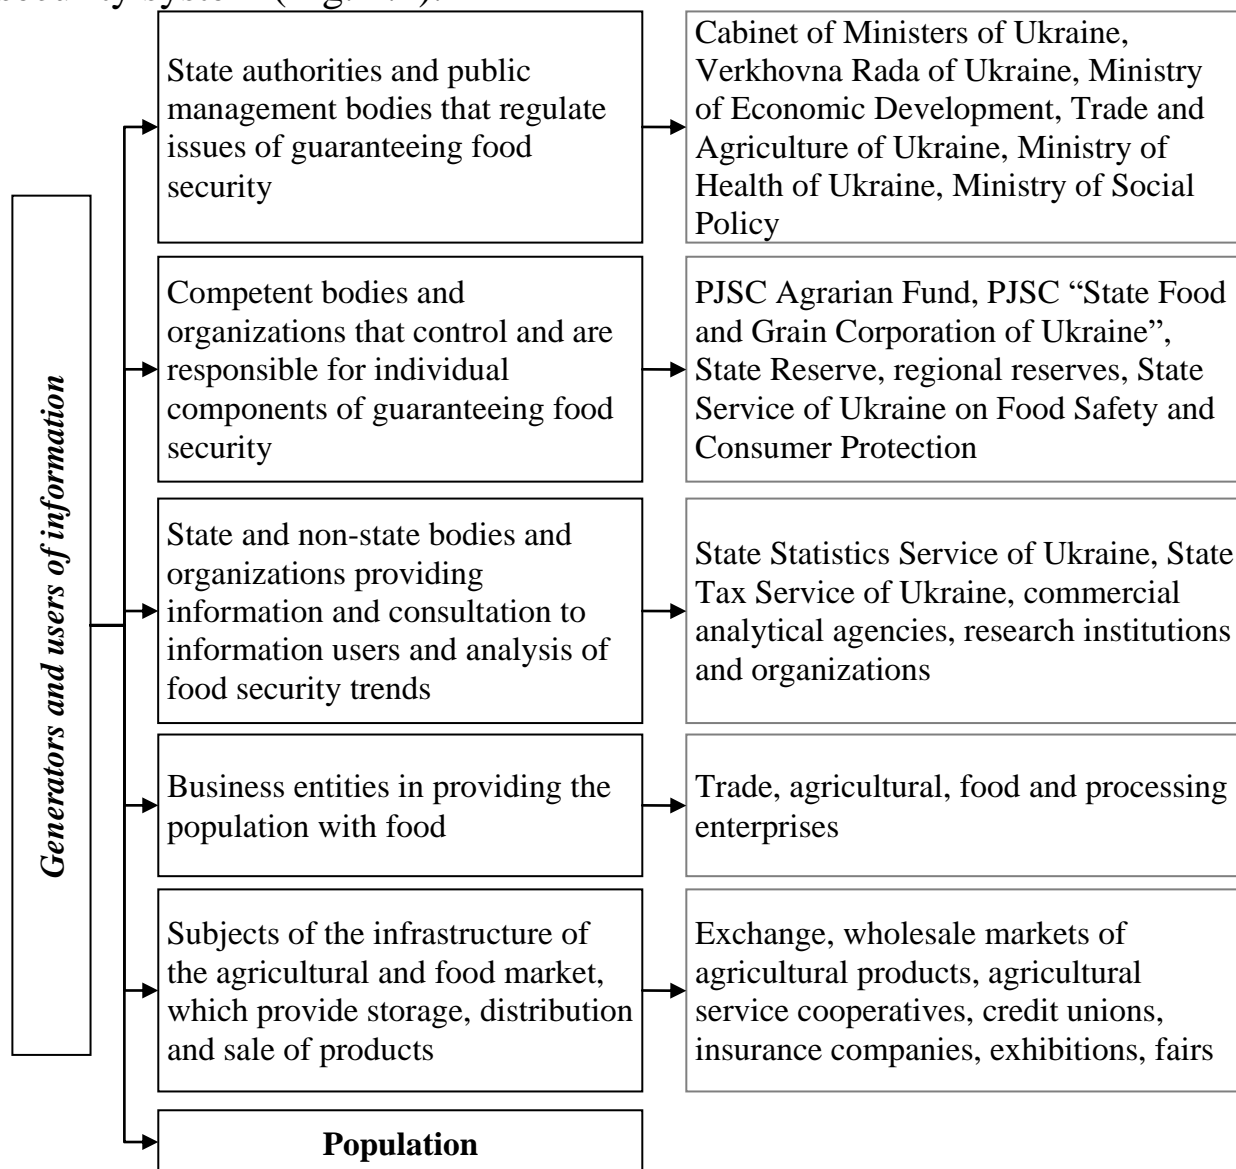 State authorities and public
management bodies that regulate
issues of guaranteeing food
security
Cabinet of Ministers of Ukraine,
Verkhovna Rada of Ukraine, Ministry
of Economic Development, Trade and
Agriculture of Ukraine, Ministry of
Health of Ukraine, Ministry of Social
Policy
Generators and users of information
Competent bodies and
organizations that control and are
responsible for individual
components of guaranteeing food
security
PJSC Agrarian Fund, PJSC “State Food
and Grain Corporation of Ukraine”,
State Reserve, regional reserves, State
Service of Ukraine on Food Safety and
Consumer Protection
State and non-state bodies and
organizations providing
information and consultation to
information users and analysis of
food security trends
State Statistics Service of Ukraine, State
Tax Service of Ukraine, commercial
analytical agencies, research institutions
and organizations
Business entities in providing the
population with food
Trade, agricultural, food and processing
enterprises
Subjects of the infrastructure of
the agricultural and food market,
which provide storage, distribution
and sale of products
Exchange, wholesale markets of
agricultural products, agricultural
service cooperatives, credit unions,
insurance companies, exhibitions, fairs
Population